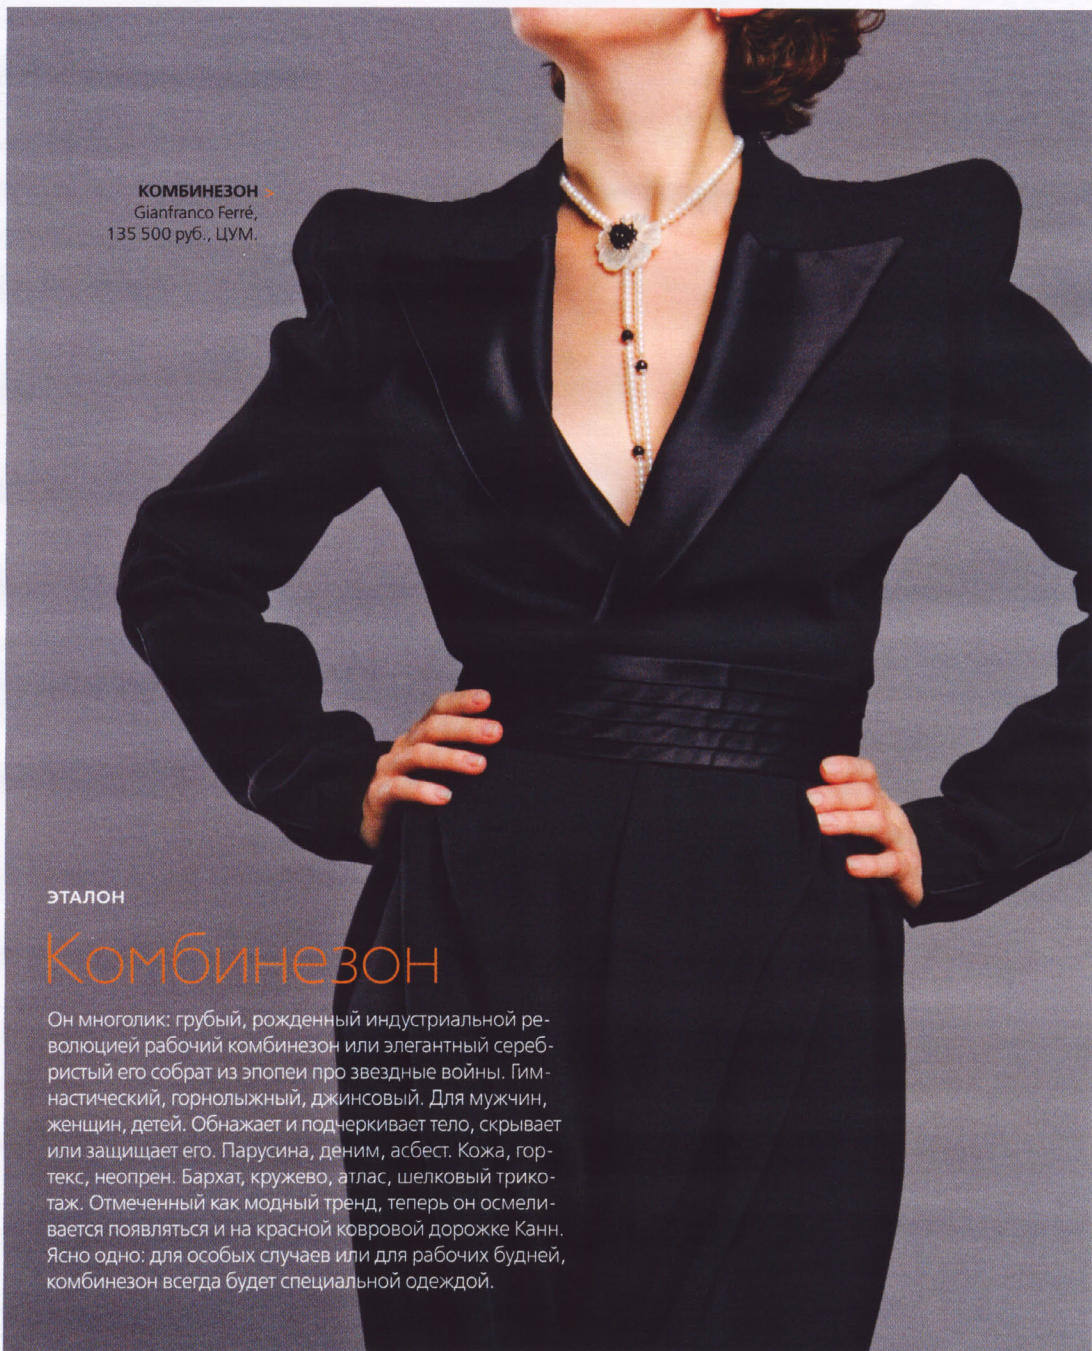 КОМБИНЕЗОН >
Gianfranco Ferré,
135 500 руб., ЦУМ.
ЭТАЛОН
Комбинезон
Он многолик: грубый, рожденный индустриальной ре-
волюцией рабочий комбинезон или элегантный сереб-
ристый его собрат из эпопеи про звездные войны. Гим-
настический, горнолыжный, джинсовый. Для мужчин,
женщин, детей. Обнажает и подчеркивает тело, скрывает
или защищает его. Парусина, деним, асбест. Кожа, гор-
текс, неопрен. Бархат, кружево, атлас, шелковый трико-
таж. Отмеченный как модный тренд, теперь он осмели-
вается появляться и на красной ковровой дорожке Канн.
Ясно одно: для особых случаев или для рабочих будней,
комбинезон всегда будет специальной одеждой.